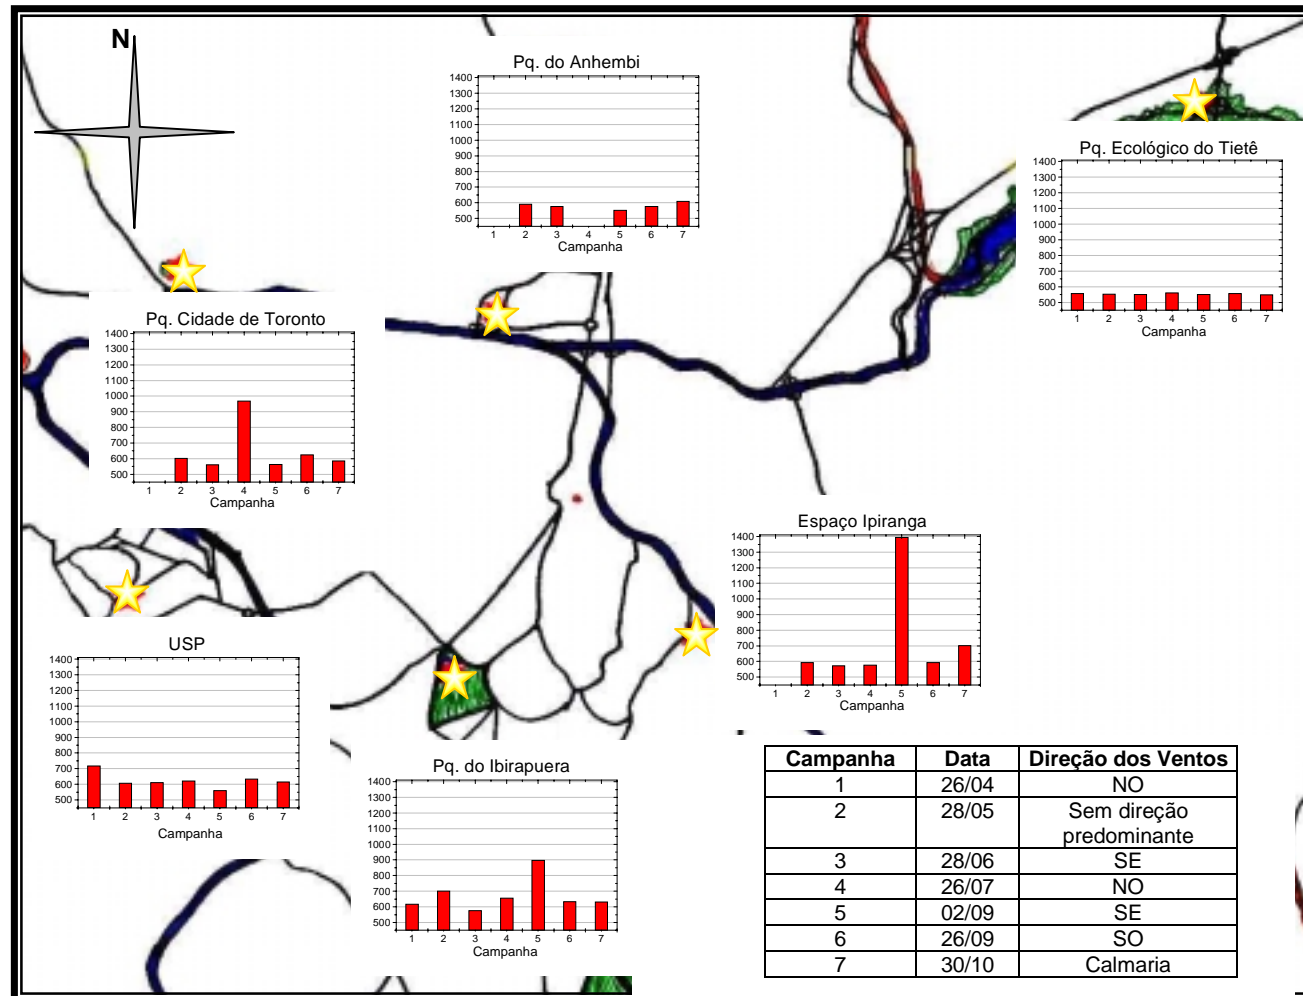 N
Pq. do Anhembi
1400
1300
1200
1100
1000
900
800
700
600
500
1 2 3 4 5 6 7
Campanha
Pq. Ecológico do Tietê
1400
1300
1200
1100
1000
900
800
700
600
500
1 2 3 4 5 6 7
Campanha
Pq. Cidade de Toronto
1400
1300
1200
1100
1000
900
800
700
600
500
1 2 3 4 5 6 7
Campanha
Espaço Ipiranga
1400
1300
1200
1100
1000
900
800
700
600
500
1 2 3 4 5 6 7
Campanha
USP
1400
1300
1200
1100
1000
900
800
700
600
500
1 2 3 4 5 6 7
Campanha
Pq. do Ibirapuera
1400
1300
1200
1100
1000
900
800
700
600
500
1 2 3 4 5 6 7
Campanha
Campanha Data Direção dos Ventos
1 26/04 NO
2 28/05 Sem direção
predominante
3 28/06 SE
4 26/07 NO
5 02/09 SE
6 26/09 SO
7 30/10 Calmaria